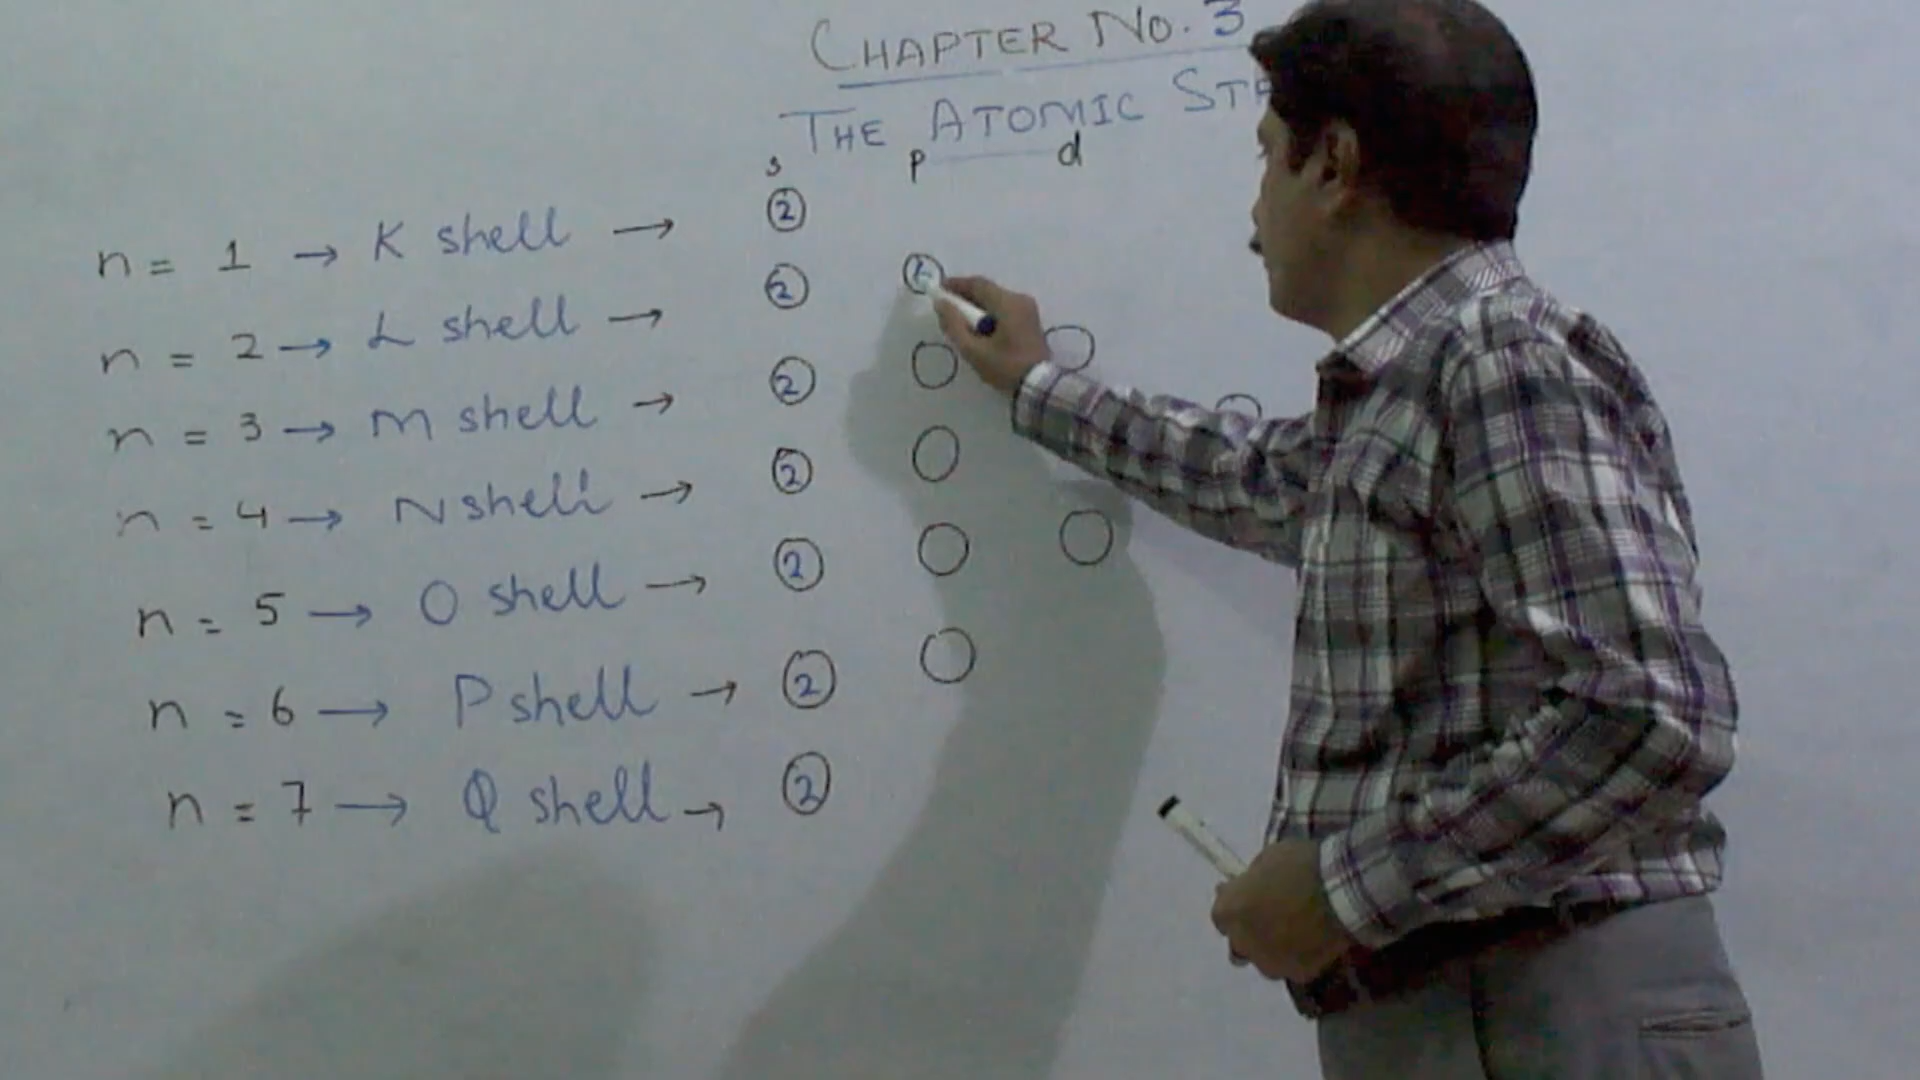 CHAPTER NO. 3
THE ATOMIC
s p d
n = 1 → K shell → 2
n = 2 → L shell → 2
n = 3 → M shell → 2
n = 4 → N shell → 2
n = 5 → O shell → 2
n = 6 → P shell → 2
n = 7 → Q shell → 2